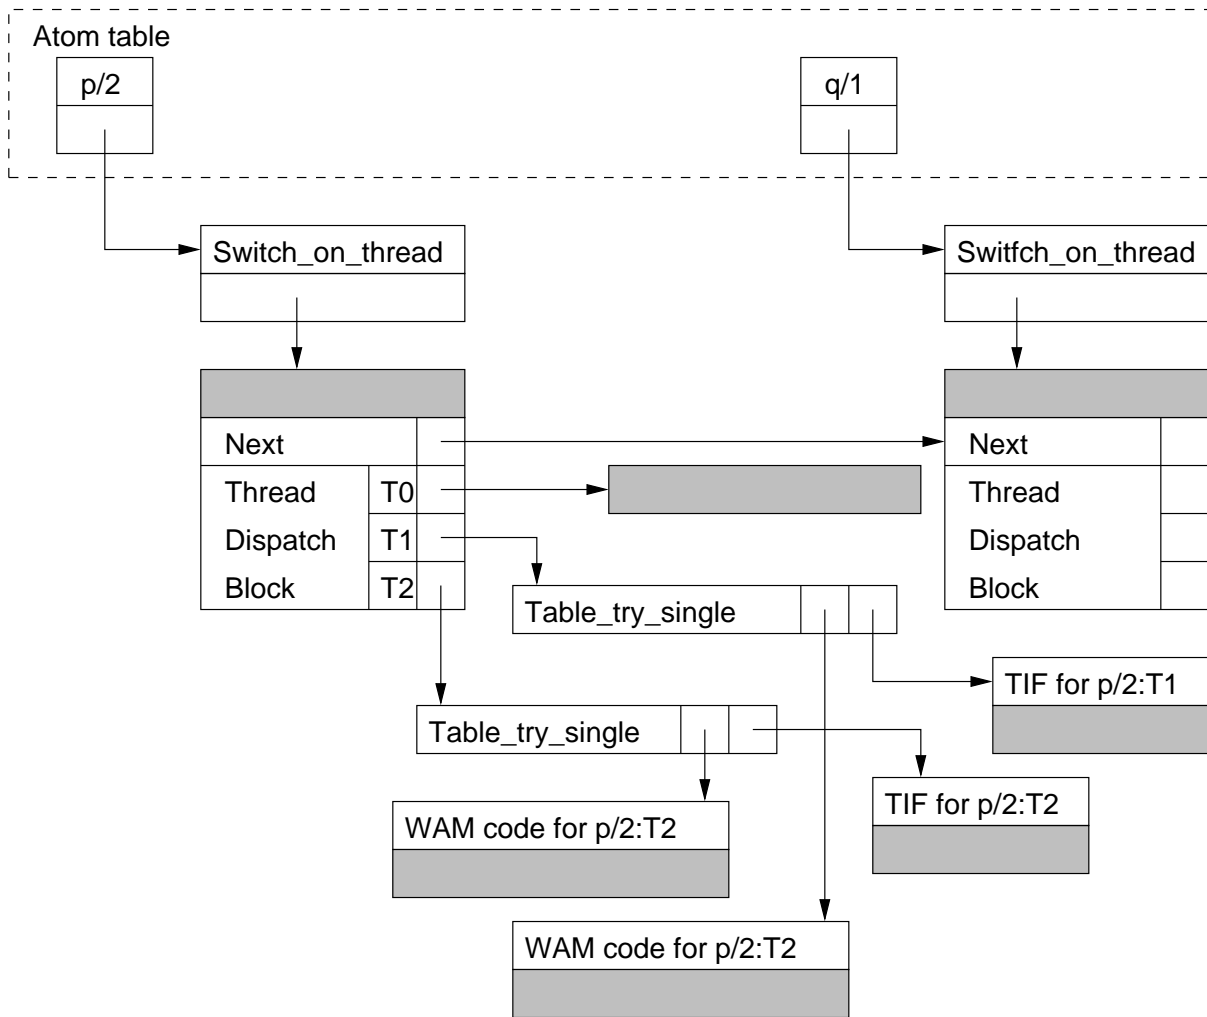 Atom table
p/2
q/1
Switch_on_thread
Switfch_on_thread
Next
Next
Thread
T0
Thread
Dispatch
T1
Dispatch
Block
T2
Block
Table_try_single
TIF for p/2:T1
Table_try_single
TIF for p/2:T2
WAM code for p/2:T2
WAM code for p/2:T2